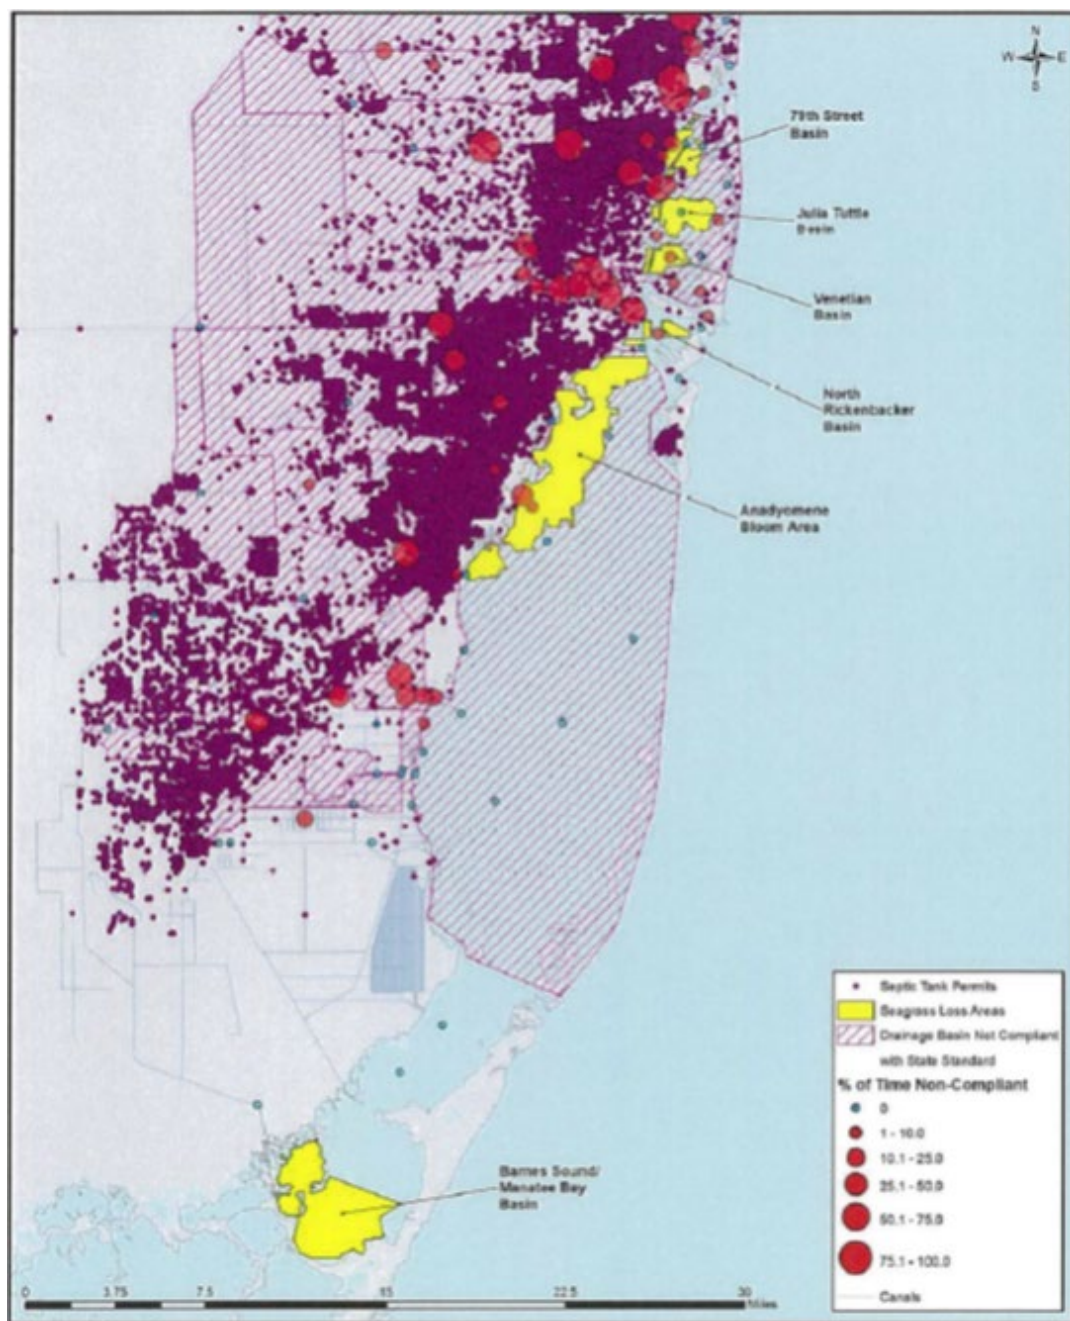 N
W E
S
79th Street
Basin
Julia Tuttle
Basin
Venetian
Basin
North
Rickenbacker
Basin
Anadyomene
Bloom Area
Barnes Sound/
Manatee Bay
Basin
Septic Tank Permits
Seagrass Loss Areas
Drainage Basin Not Compliant
with State Standard
% of Time Non-Compliant
0
1 - 10.0
10.1 - 25.0
25.1 - 50.0
50.1 - 75.0
75.1 - 100.0
Canals
0 3.75 7.5 15 22.5 30
Miles